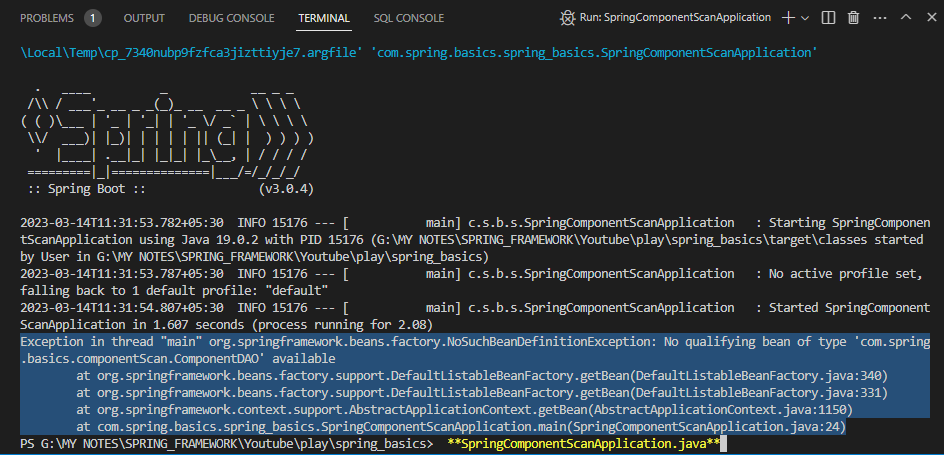 PROBLEMS 1 OUTPUT DEBUG CONSOLE TERMINAL SQL CONSOLE Run: SpringComponentScanApplication
\Local\Temp\cp_7340nubp9fzfca3jizttiyje7.argfile' 'com.spring.basics.spring_basics.SpringComponentScanApplication'
  .   ____          _            __ _ _
 /\\ / ___'_ __ _ _(_)_ __  __ _ \ \ \ \
( ( )\___ | '_ | '_| | '_ \/ _` | \ \ \ \
 \\/  ___)| |_)| | | | | || (_| |  ) ) ) )
  '  |____| .__|_| |_|_| |_\__, | / / / /
 =========|_|==============|___/=/_/_/_/
 :: Spring Boot ::                (v3.0.4)
2023-03-14T11:31:53.782+05:30  INFO 15176 --- [           main] c.s.b.s.SpringComponentScanApplication   : Starting SpringComponen
tScanApplication using Java 19.0.2 with PID 15176 (G:\MY NOTES\SPRING_FRAMEWORK\Youtube\play\spring_basics\target\classes started
by User in G:\MY NOTES\SPRING_FRAMEWORK\Youtube\play\spring_basics)
2023-03-14T11:31:53.787+05:30  INFO 15176 --- [           main] c.s.b.s.SpringComponentScanApplication   : No active profile set,
falling back to 1 default profile: "default"
2023-03-14T11:31:54.807+05:30  INFO 15176 --- [           main] c.s.b.s.SpringComponentScanApplication   : Started SpringComponent
ScanApplication in 1.607 seconds (process running for 2.08)
Exception in thread "main" org.springframework.beans.factory.NoSuchBeanDefinitionException: No qualifying bean of type 'com.spring
.basics.componentScan.ComponentDAO' available
        at org.springframework.beans.factory.support.DefaultListableBeanFactory.getBean(DefaultListableBeanFactory.java:340)
        at org.springframework.beans.factory.support.DefaultListableBeanFactory.getBean(DefaultListableBeanFactory.java:331)
        at org.springframework.context.support.AbstractApplicationContext.getBean(AbstractApplicationContext.java:1150)
        at com.spring.basics.spring_basics.SpringComponentScanApplication.main(SpringComponentScanApplication.java:24)
PS G:\MY NOTES\SPRING_FRAMEWORK\Youtube\play\spring_basics>  **SpringComponentScanApplication.java**